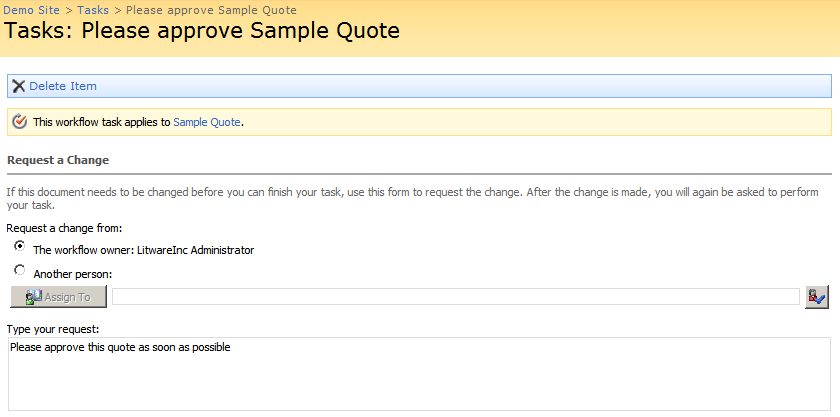 Demo Site > Tasks > Please approve Sample Quote
Tasks: Please approve Sample Quote
Delete Item
This workflow task applies to Sample Quote.
Request a Change
If this document needs to be changed before you can finish your task, use this form to request the change. After the change is made, you will again be asked to perform
your task.
Request a change from:
The workflow owner: LitwareInc Administrator
Another person:
Assign To
Type your request:
Please approve this quote as soon as possible